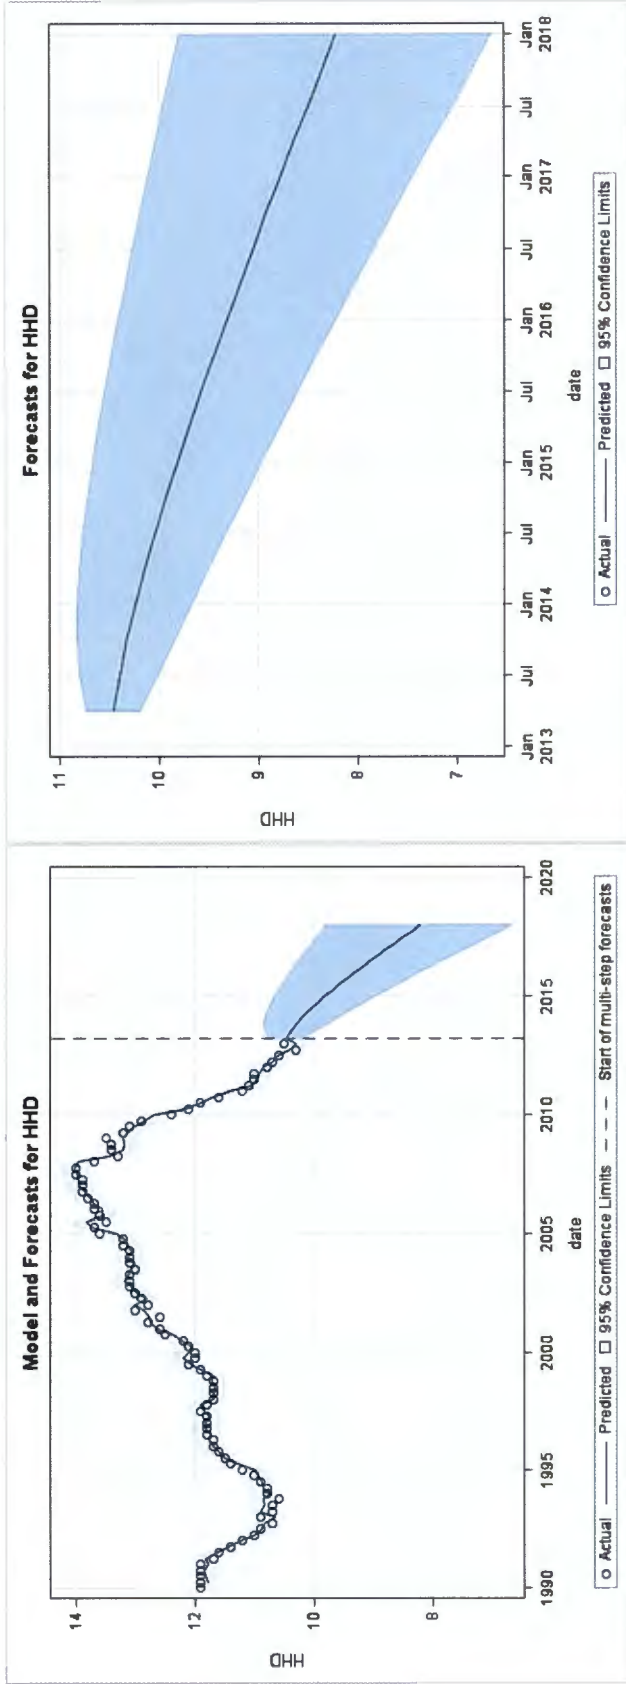 Model and Forecasts for HHD
14
12
10
8
HHD
1990 1995 2000 2005 2010 2015 2020
date
o Actual —— Predicted □ 95% Confidence Limits – – – Start of multi-step forecasts
Forecasts for HHD
11
10
9
8
7
HHD
Jan Jul Jan Jul Jan Jul Jan Jul Jan Jul Jan
2013 2014 2015 2016 2017 2018
date
o Actual —— Predicted □ 95% Confidence Limits